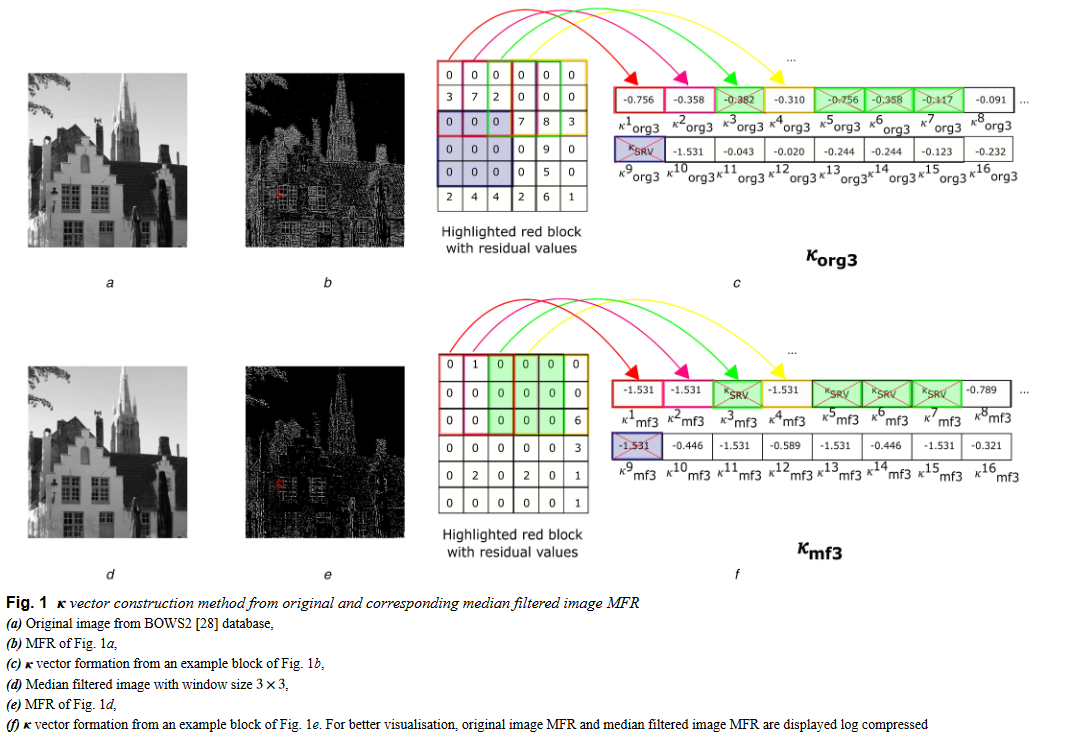 ...
0 0 0 0 0 0
3 7 2 0 0 0
0 0 0 7 8 3
0 0 0 0 9 0
0 0 0 0 5 0
2 4 4 2 6 1
-0.756 -0.358 -0.382 -0.310 -0.756 -0.358 -0.117 -0.091 ...
κ¹org3 κ²org3 κ³org3 κ⁴org3 κ⁵org3 κ⁶org3 κ⁷org3 κ⁸org3
κSRV -1.531 -0.043 -0.020 -0.244 -0.244 -0.123 -0.232
κ⁹org3 κ¹⁰org3 κ¹¹org3 κ¹²org3 κ¹³org3 κ¹⁴org3 κ¹⁵org3 κ¹⁶org3
Highlighted red block
with residual values
κorg3
a b c
...
0 1 0 0 0 0
0 0 0 0 0 0
0 0 0 0 0 6
0 0 0 0 0 3
0 2 0 2 0 1
0 0 0 0 0 1
-1.531 -1.531 κSRV -1.531 κSRV κSRV κSRV -0.789 ...
κ¹mf3 κ²mf3 κ³mf3 κ⁴mf3 κ⁵mf3 κ⁶mf3 κ⁷mf3 κ⁸mf3
-1.531 -0.446 -1.531 -0.589 -1.531 -0.446 -1.531 -0.321
κ⁹mf3 κ¹⁰mf3 κ¹¹mf3 κ¹²mf3 κ¹³mf3 κ¹⁴mf3 κ¹⁵mf3 κ¹⁶mf3
Highlighted red block
with residual values
κmf3
d e f
Fig. 1 κ vector construction method from original and corresponding median filtered image MFR
(a) Original image from BOWS2 [28] database,
(b) MFR of Fig. 1a,
(c) κ vector formation from an example block of Fig. 1b,
(d) Median filtered image with window size 3 × 3,
(e) MFR of Fig. 1d,
(f) κ vector formation from an example block of Fig. 1e. For better visualisation, original image MFR and median filtered image MFR are displayed log compressed